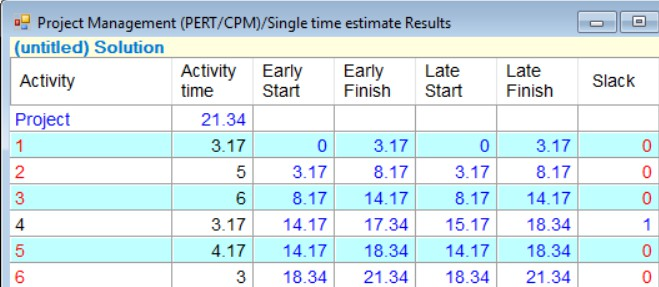 Project Management (PERT/CPM)/Single time estimate Results
(untitled) Solution
Activity Activity time Early Start Early Finish Late Start Late Finish Slack
Project 21.34
1 3.17 0 3.17 0 3.17 0
2 5 3.17 8.17 3.17 8.17 0
3 6 8.17 14.17 8.17 14.17 0
4 3.17 14.17 17.34 15.17 18.34 1
5 4.17 14.17 18.34 14.17 18.34 0
6 3 18.34 21.34 18.34 21.34 0